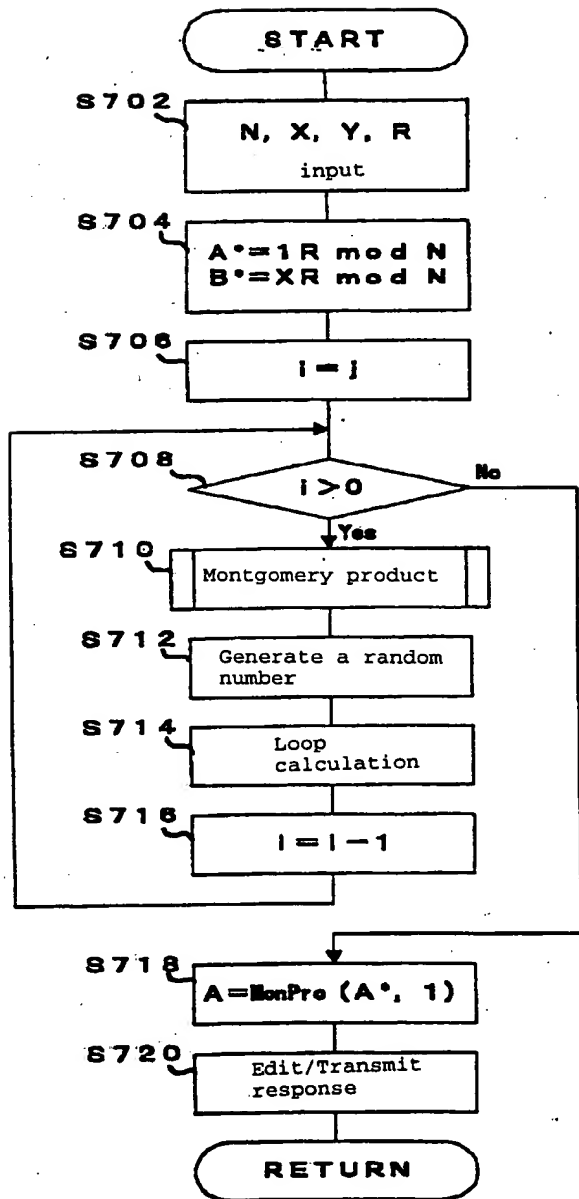 START
S702
N, X, Y, R
input
S704
A*=1R mod N
B*=XR mod N
S706
i=j
S708
i>0
No
Yes
S710
Montgomery product
S712
Generate a random
number
S714
Loop
calculation
S716
i=i-1
S718
A=MonPro (A*, 1)
S720
Edit/Transmit
response
RETURN